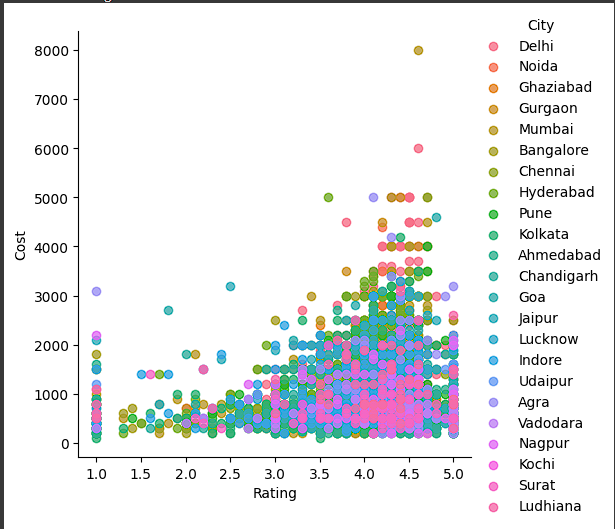 City
Delhi
Noida
Ghaziabad
Gurgaon
Mumbai
Bangalore
Chennai
Hyderabad
Pune
Kolkata
Ahmedabad
Chandigarh
Goa
Jaipur
Lucknow
Indore
Udaipur
Agra
Vadodara
Nagpur
Kochi
Surat
Ludhiana
8000
7000
6000
5000
4000
3000
2000
1000
0
Cost
1.0 1.5 2.0 2.5 3.0 3.5 4.0 4.5 5.0
Rating